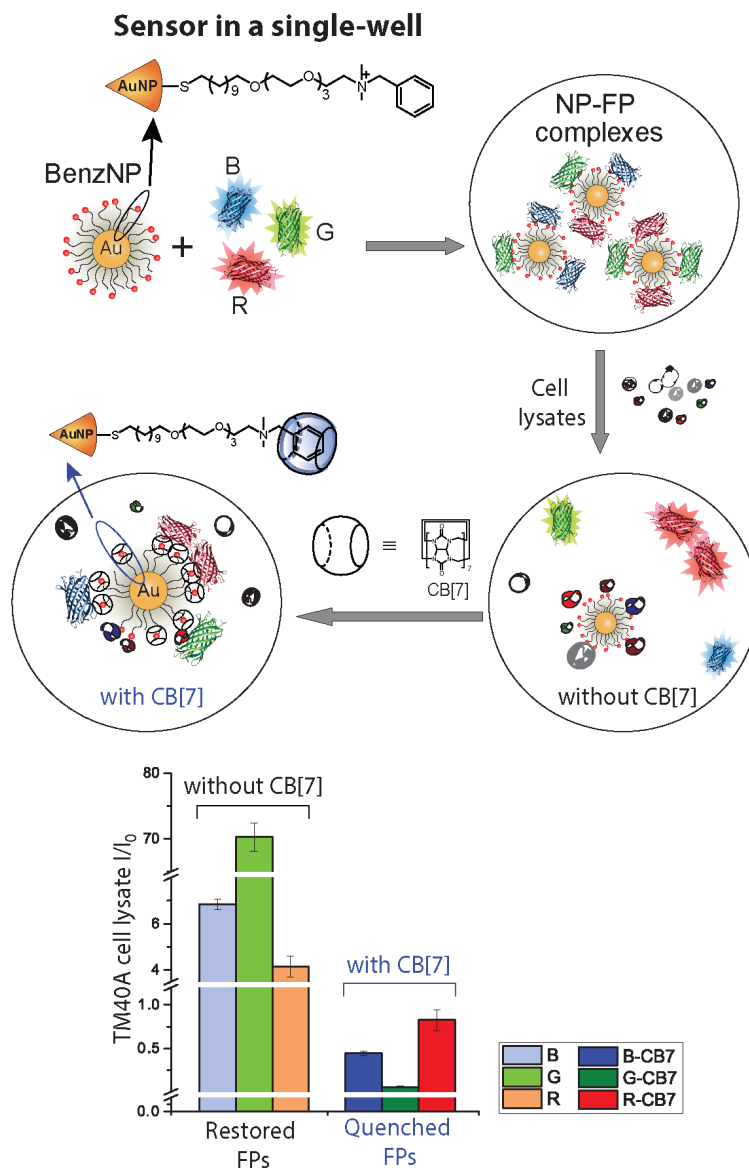 Sensor in a single-well
AuNP S 9 O O 3 N +
BenzNP
Au
+
B
G
R
NP-FP
complexes
Cell
lysates
AuNP S 9 O O 3 N
Au
with CB[7]
≡
O
N N
N N
O
7
CB[7]
without CB[7]
TM40A cell lysate I/I0
80
70
6
4
1.0
0.5
0.0
without CB[7]
with CB[7]
Restored
FPs
Quenched
FPs
B B-CB7
G G-CB7
R R-CB7